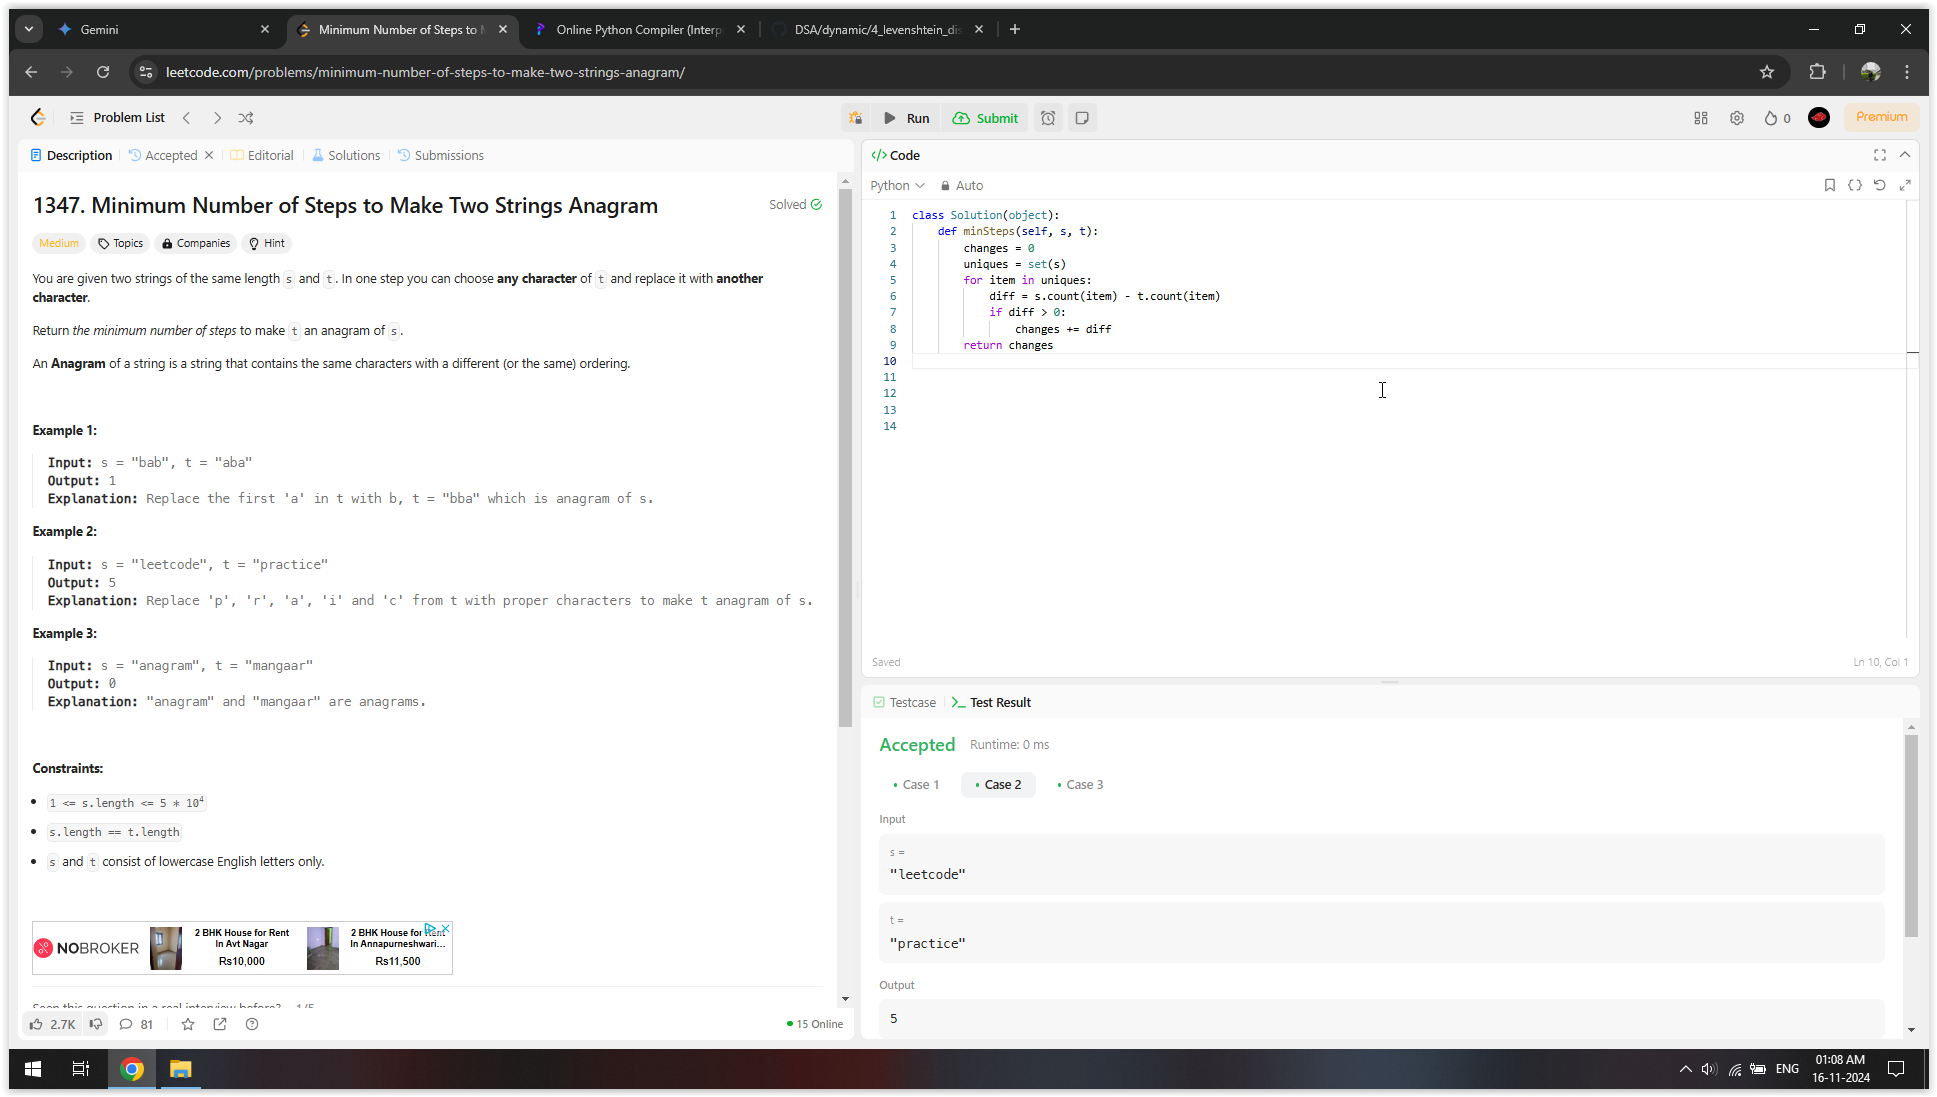 Gemini
Minimum Number of Steps to M
Online Python Compiler (Interp
DSA/dynamic/4_levenshtein_dis
leetcode.com/problems/minimum-number-of-steps-to-make-two-strings-anagram/
Problem List
Run
Submit
0
Premium
Description
Accepted
Editorial
Solutions
Submissions
1347. Minimum Number of Steps to Make Two Strings Anagram
Solved
Medium
Topics
Companies
Hint
You are given two strings of the same length s and t. In one step you can choose any character of t and replace it with another
character.
Return the minimum number of steps to make t an anagram of s.
An Anagram of a string is a string that contains the same characters with a different (or the same) ordering.
Example 1:
Input: s = "bab", t = "aba"
Output: 1
Explanation: Replace the first 'a' in t with b, t = "bba" which is anagram of s.
Example 2:
Input: s = "leetcode", t = "practice"
Output: 5
Explanation: Replace 'p', 'r', 'a', 'i' and 'c' from t with proper characters to make t anagram of s.
Example 3:
Input: s = "anagram", t = "mangaar"
Output: 0
Explanation: "anagram" and "mangaar" are anagrams.
Constraints:
1 <= s.length <= 5 * 10⁴
s.length == t.length
s and t consist of lowercase English letters only.
NOBROKER
2 BHK House for Rent
In Avt Nagar
Rs10,000
2 BHK House for Rent
In Annapurneshwari...
Rs11,500
Seen this question in a real interview before? 1/5
2.7K
81
15 Online
Code
Python
Auto
1 class Solution(object):
2 def minSteps(self, s, t):
3 changes = 0
4 uniques = set(s)
5 for item in uniques:
6 diff = s.count(item) - t.count(item)
7 if diff > 0:
8 changes += diff
9 return changes
10
11
12
13
14
Saved
Ln 10, Col 1
Testcase
Test Result
Accepted
Runtime: 0 ms
Case 1
Case 2
Case 3
Input
s =
"leetcode"
t =
"practice"
Output
5
ENG
01:08 AM
16-11-2024